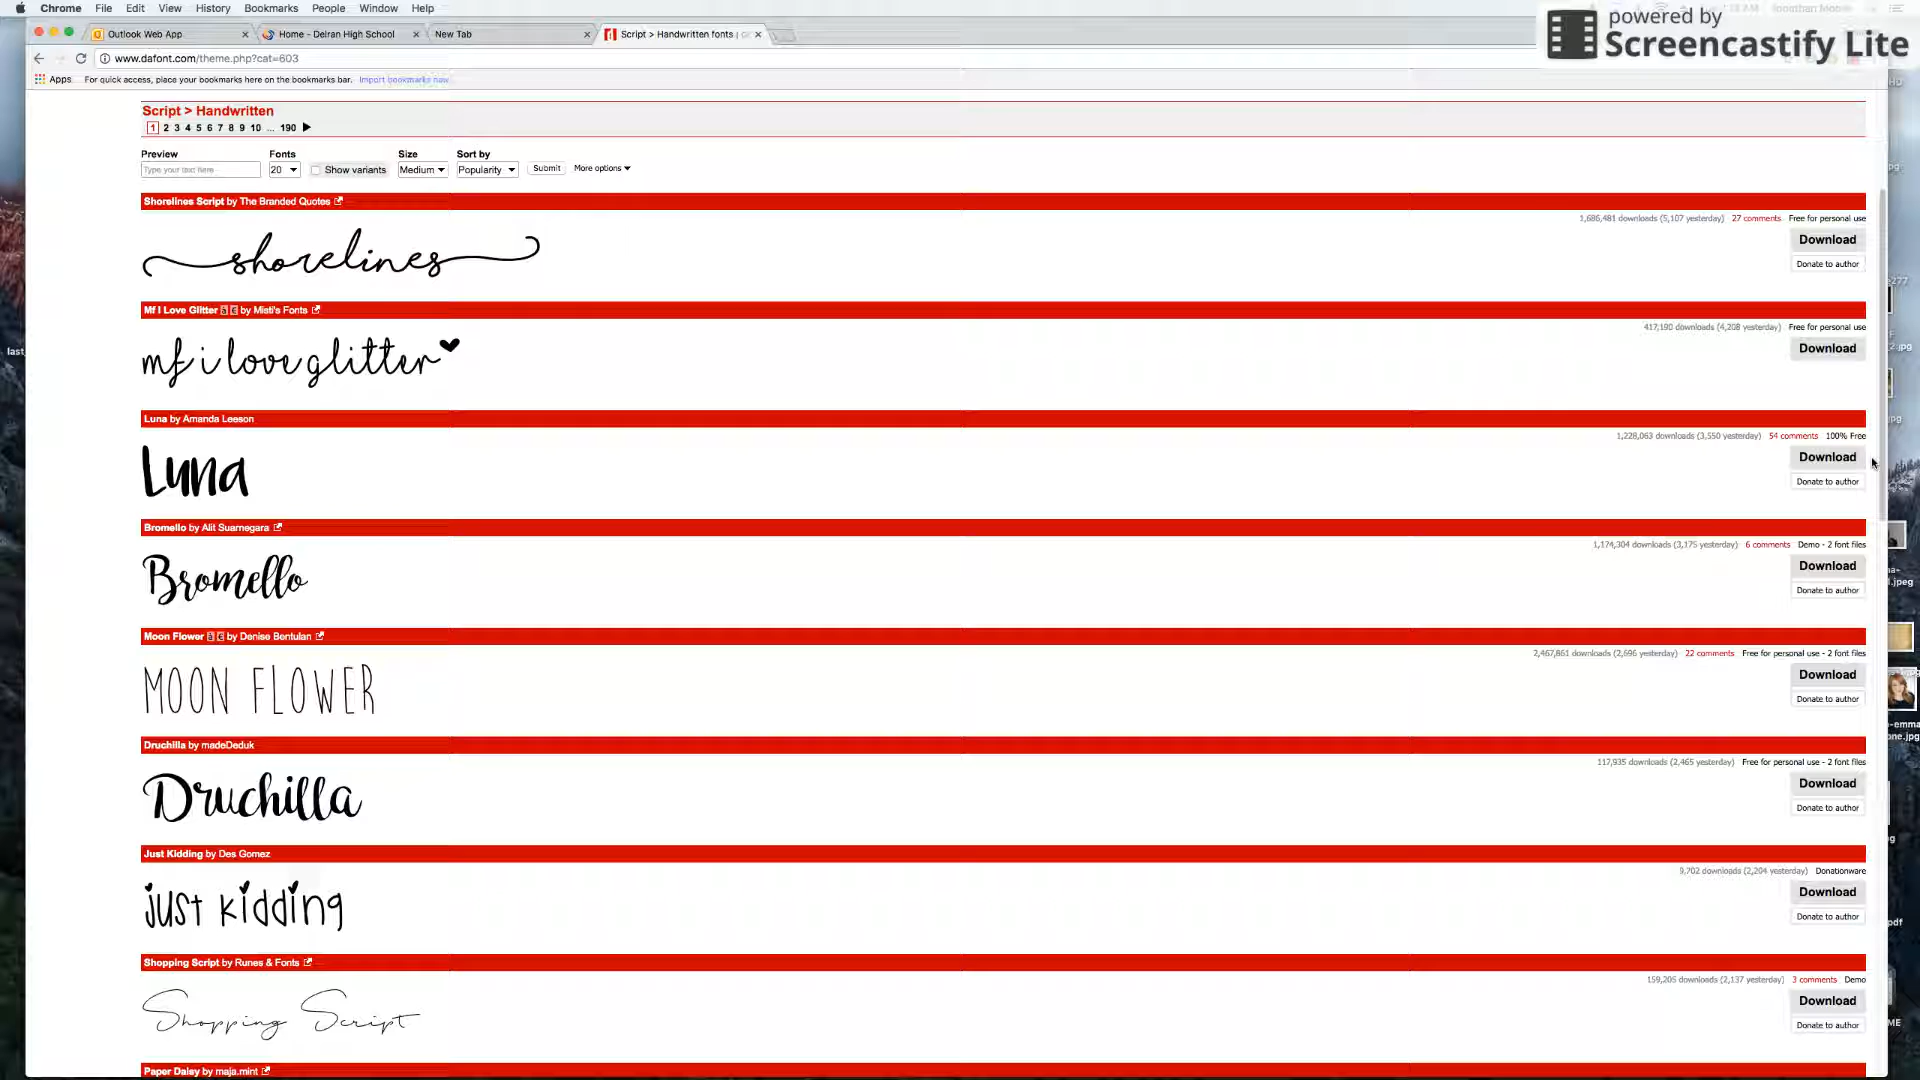 Chrome File Edit View History Bookmarks People Window Help
powered by
Screencastify Lite
Outlook Web App
Home - Delran High School
New Tab
Script > Handwritten fonts |
www.dafont.com/theme.php?cat=603
Apps For quick access, place your bookmarks here on the bookmarks bar. Import bookmarks now...
Script > Handwritten
1 2 3 4 5 6 7 8 9 10 ... 190
Preview Fonts Size Sort by
Type your text here 20 Show variants Medium Popularity Submit More options
Shorelines Script by The Branded Quotes
1,686,481 downloads (5,107 yesterday) 27 comments Free for personal use
shorelines
Download
Donate to author
Mf I Love Glitter by Misti's Fonts
417,190 downloads (4,208 yesterday) Free for personal use
mf i love glitter
Download
Luna by Amanda Leeson
1,228,063 downloads (3,550 yesterday) 54 comments 100% Free
Luna
Download
Donate to author
Bromello by Alit Suarnegara
1,174,304 downloads (3,175 yesterday) 6 comments Demo - 2 font files
Bromello
Download
Donate to author
Moon Flower by Denise Bentulan
2,467,861 downloads (2,696 yesterday) 22 comments Free for personal use - 2 font files
MOON FLOWER
Download
Donate to author
Druchilla by madeDeduk
117,935 downloads (2,465 yesterday) Free for personal use - 2 font files
Druchilla
Download
Donate to author
Just Kidding by Des Gomez
9,702 downloads (2,204 yesterday) Donationware
just kidding
Download
Donate to author
Shopping Script by Runes & Fonts
159,205 downloads (2,137 yesterday) 3 comments Demo
Shopping Script
Download
Donate to author
Paper Daisy by maja.mint